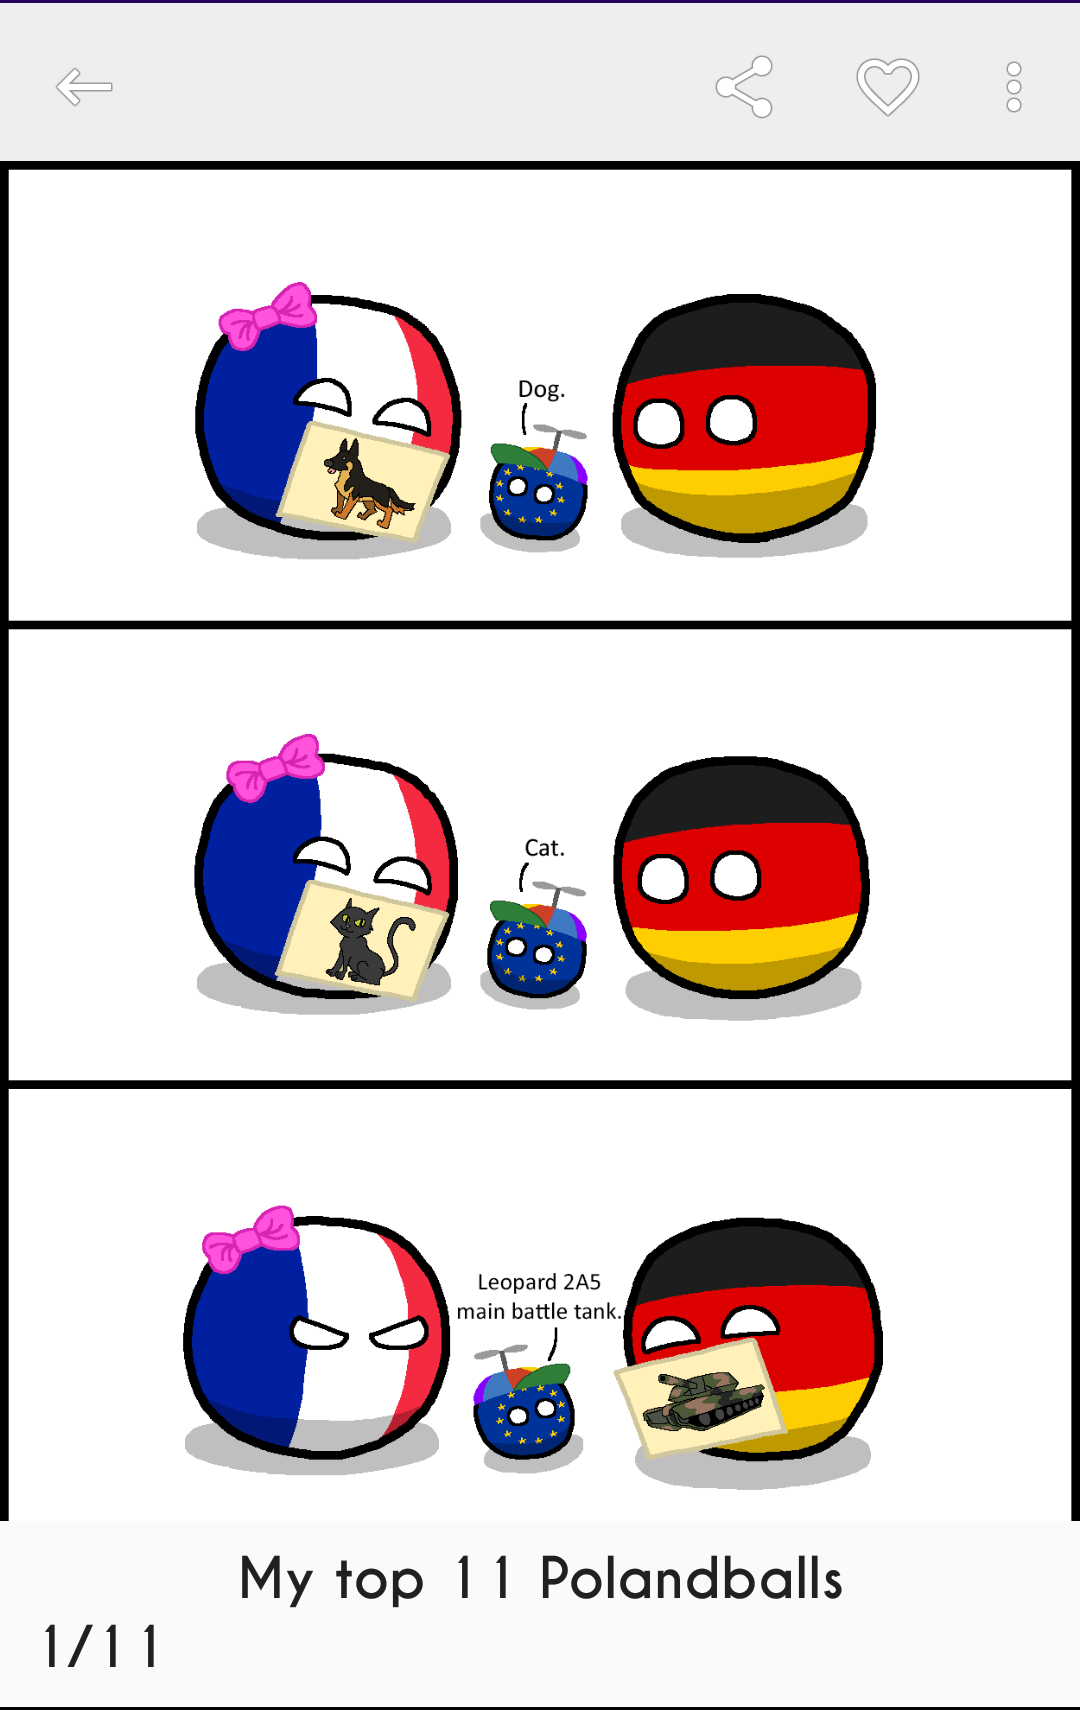 Dog.
Cat.
Leopard 2A5
main battle tank.
My top 11 Polandballs
1/11